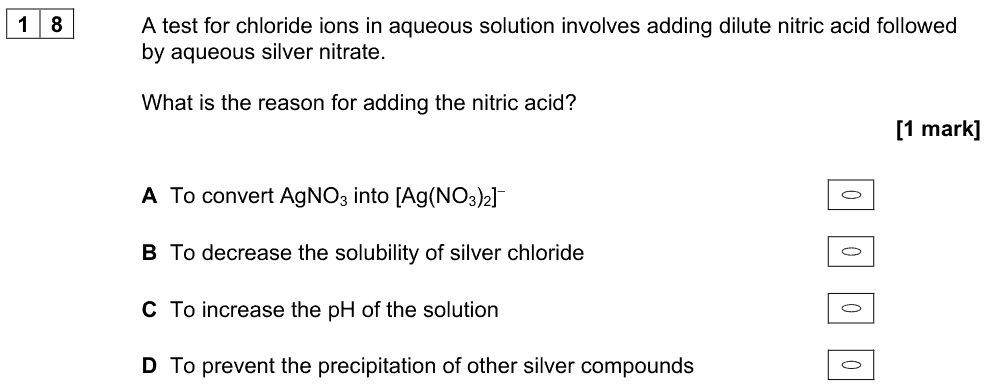 1 8 A test for chloride ions in aqueous solution involves adding dilute nitric acid followed
by aqueous silver nitrate.
What is the reason for adding the nitric acid?
[1 mark]
A To convert AgNO₃ into [Ag(NO₃)₂]⁻
B To decrease the solubility of silver chloride
C To increase the pH of the solution
D To prevent the precipitation of other silver compounds